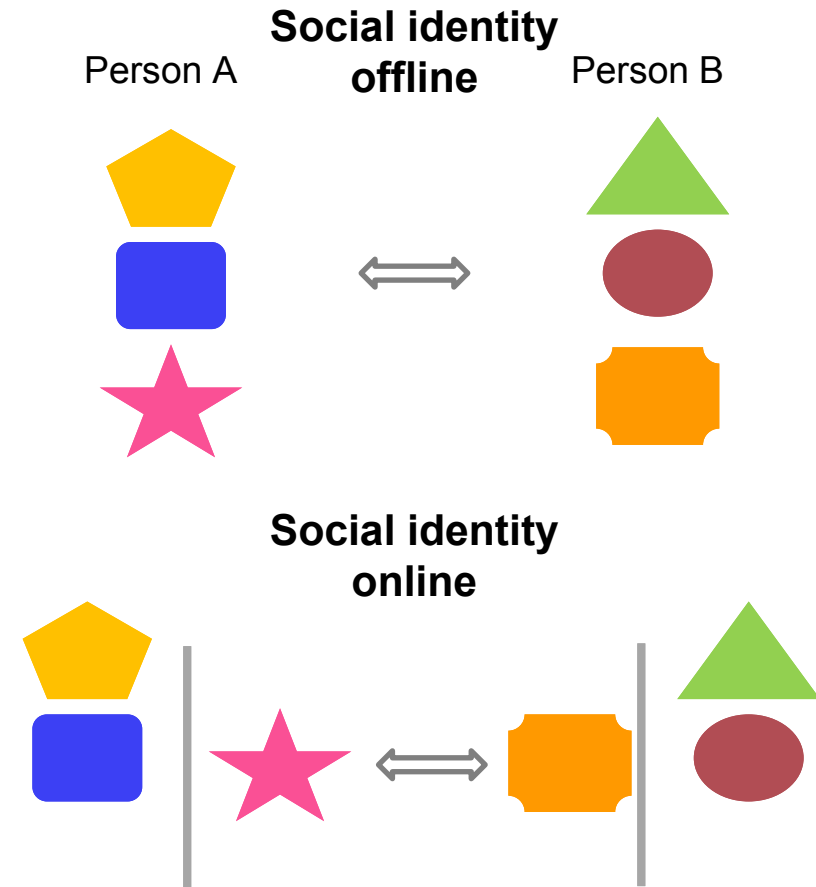 Social identity
Person A
offline
Person B
Social identity
online